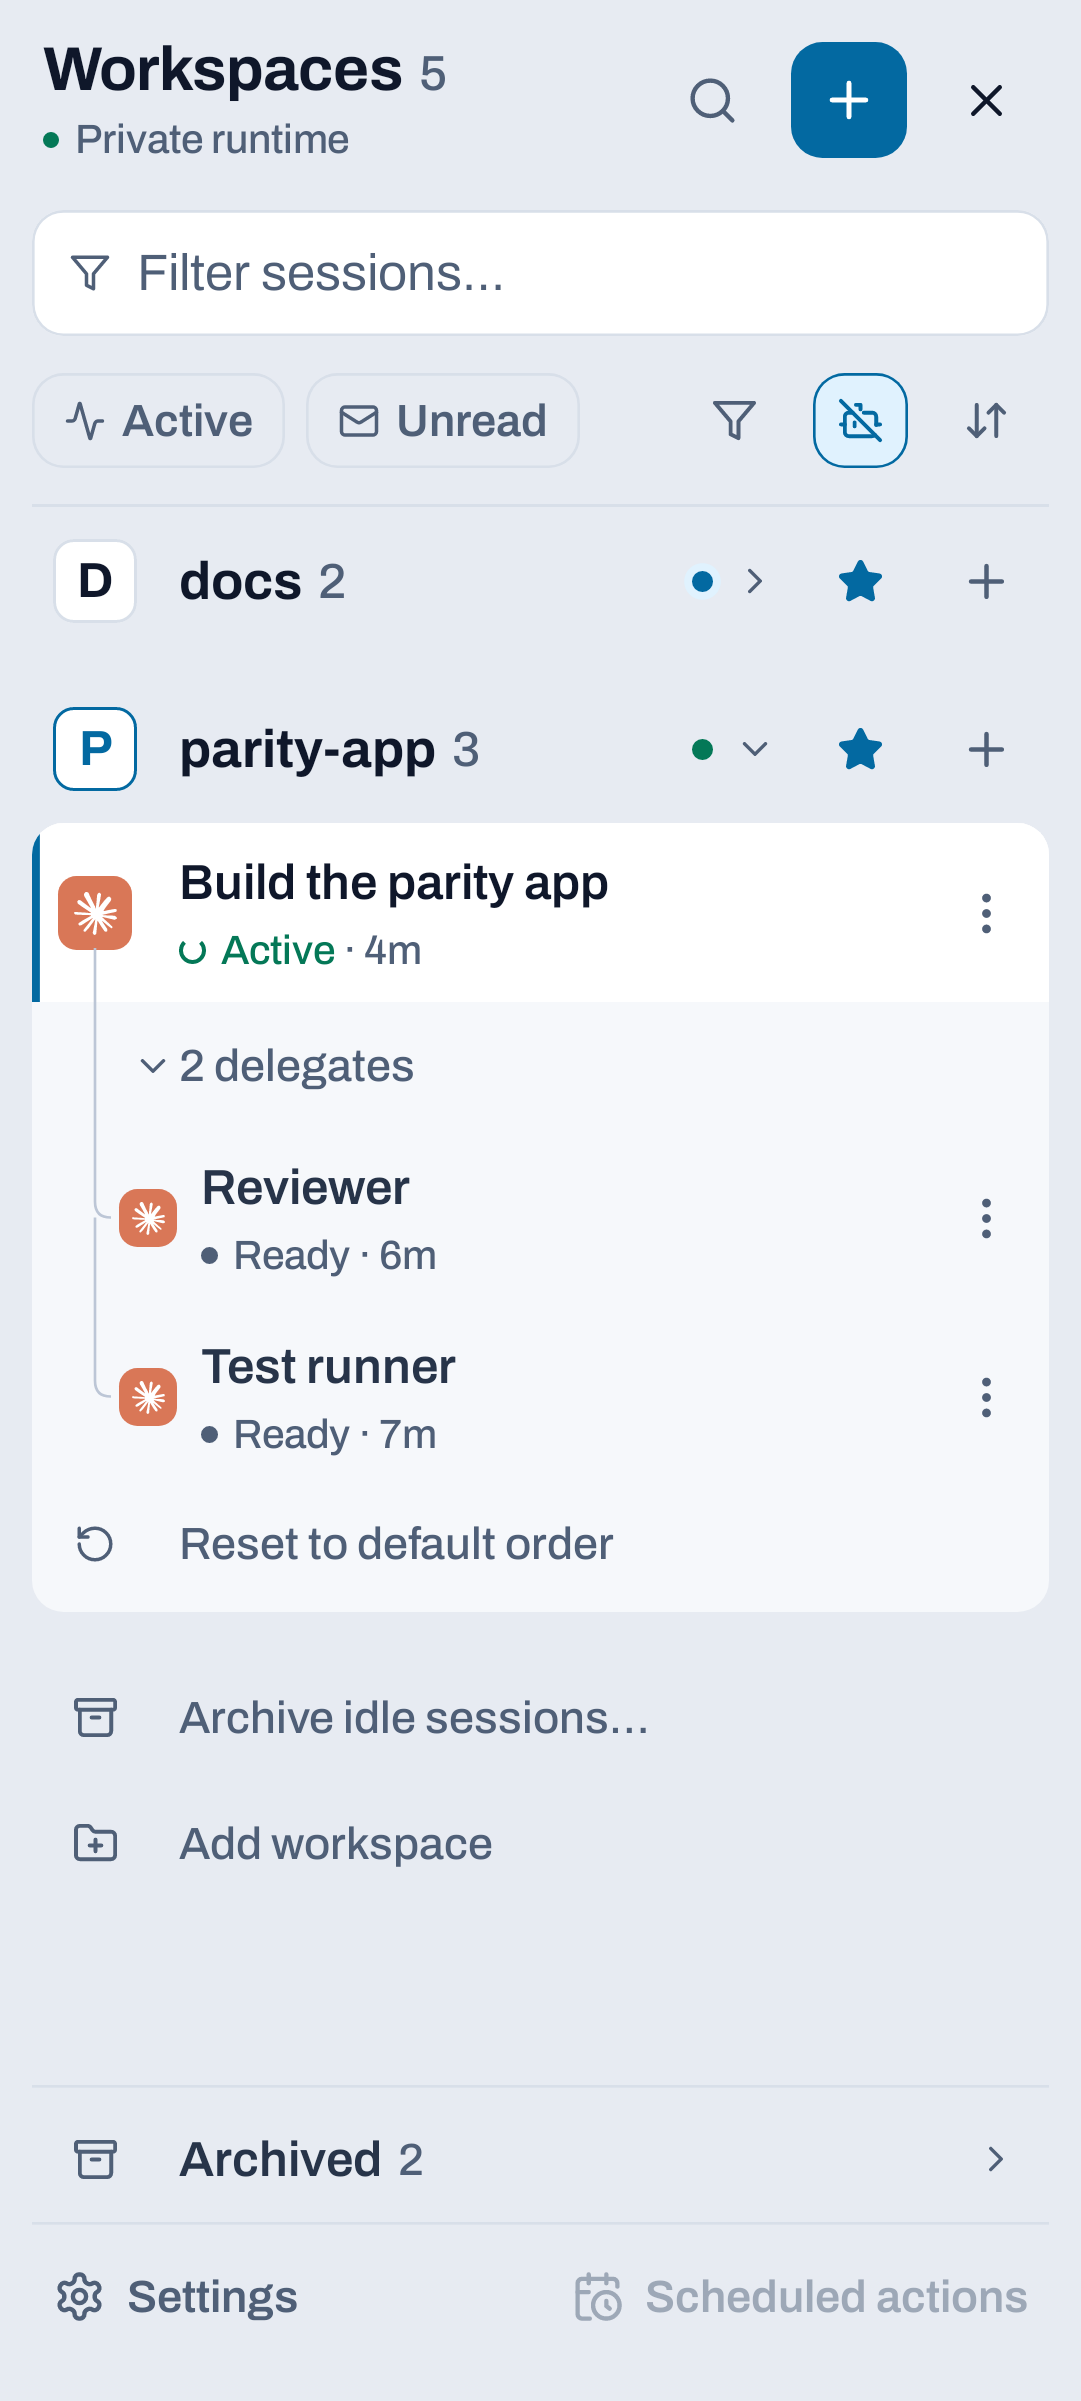 Workspaces 5
Private runtime
Filter sessions...
Active
Unread
D docs 2
P parity-app 3
Build the parity app
Active · 4m
2 delegates
Reviewer
Ready · 6m
Test runner
Ready · 7m
Reset to default order
Archive idle sessions...
Add workspace
Archived 2
Settings
Scheduled actions